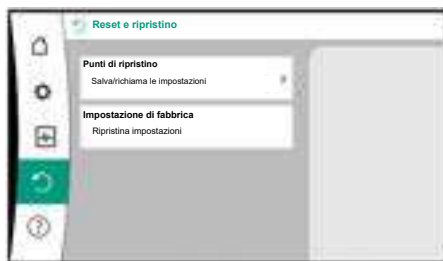 Reset e ripristino
Punti di ripristino
Salva/richiama le impostazioni
Impostazione di fabbrica
Ripristina impostazioni